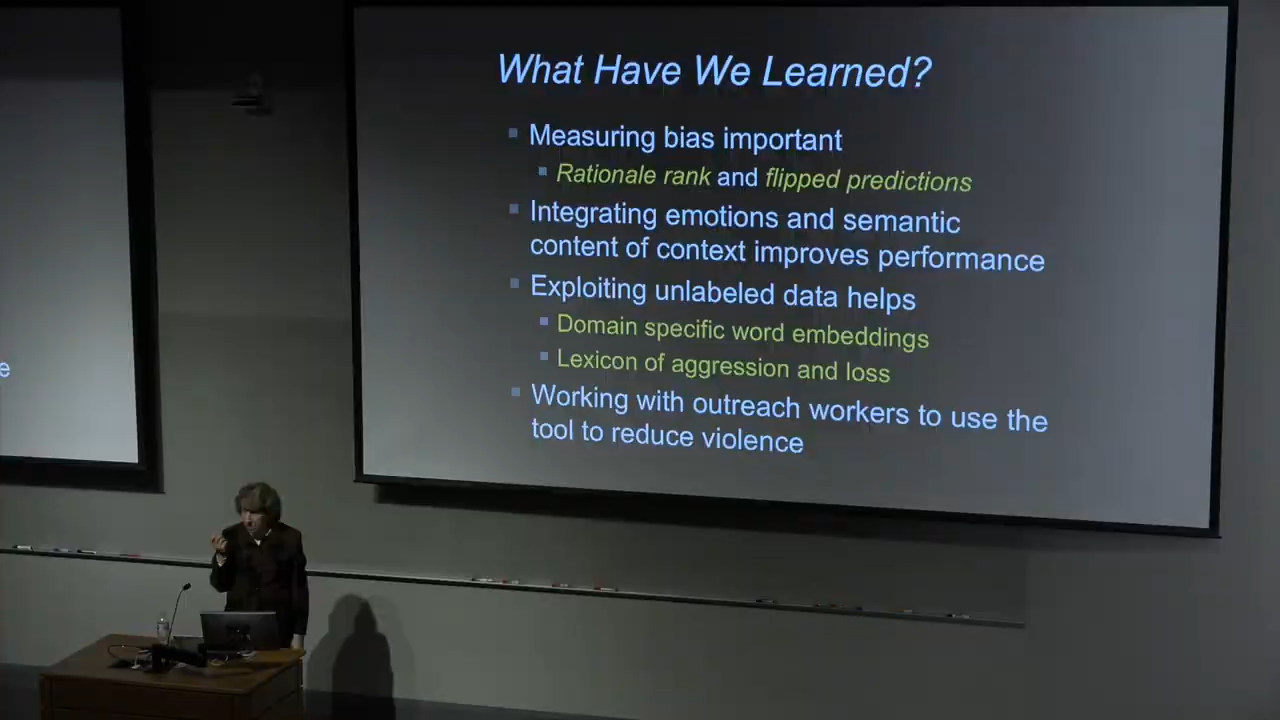 What Have We Learned?
Measuring bias important
Rationale rank and flipped predictions
Integrating emotions and semantic
content of context improves performance
Exploiting unlabeled data helps
Domain specific word embeddings
Lexicon of aggression and loss
Working with outreach workers to use the
tool to reduce violence
e